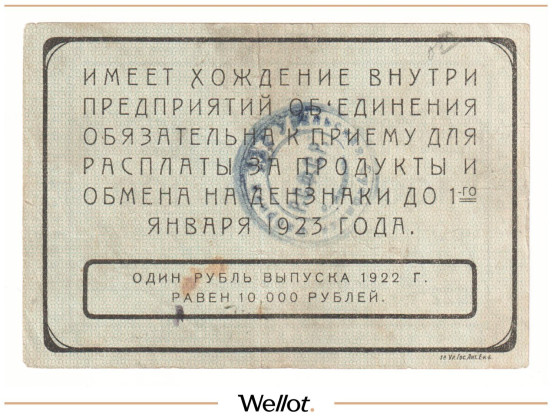 ИМЕЕТ ХОЖДЕНИЕ ВНУТРИ
ПРЕДПРИЯТИЙ ОБ‘ЕДИНЕНИЯ
ОБЯЗАТЕЛЬНА К ПРИЕМУ ДЛЯ
РАСПЛАТЫ ЗА ПРОДУКТЫ И
ОБМЕНА НА ДЕНЗНАКИ ДО 1-го
ЯНВАРЯ 1923 ГОДА.
ОДИН РУБЛЬ ВЫПУСКА 1922 Г.
РАВЕН 10,000 РУБЛЕЙ.
Wellot.